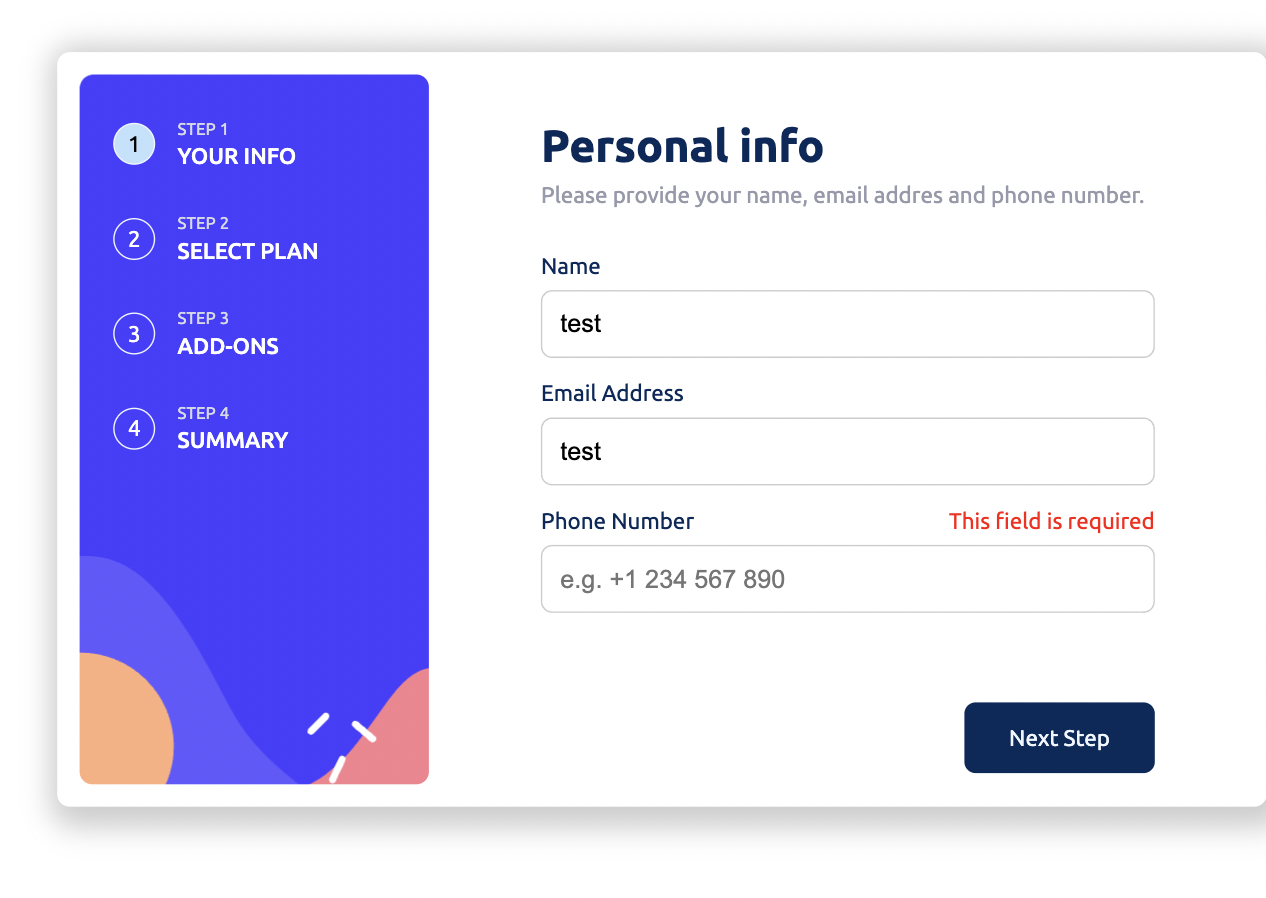 1
STEP 1
YOUR INFO
2
STEP 2
SELECT PLAN
3
STEP 3
ADD-ONS
4
STEP 4
SUMMARY
Personal info
Please provide your name, email addres and phone number.
Name
test
Email Address
test
Phone Number This field is required
e.g. +1 234 567 890
Next Step